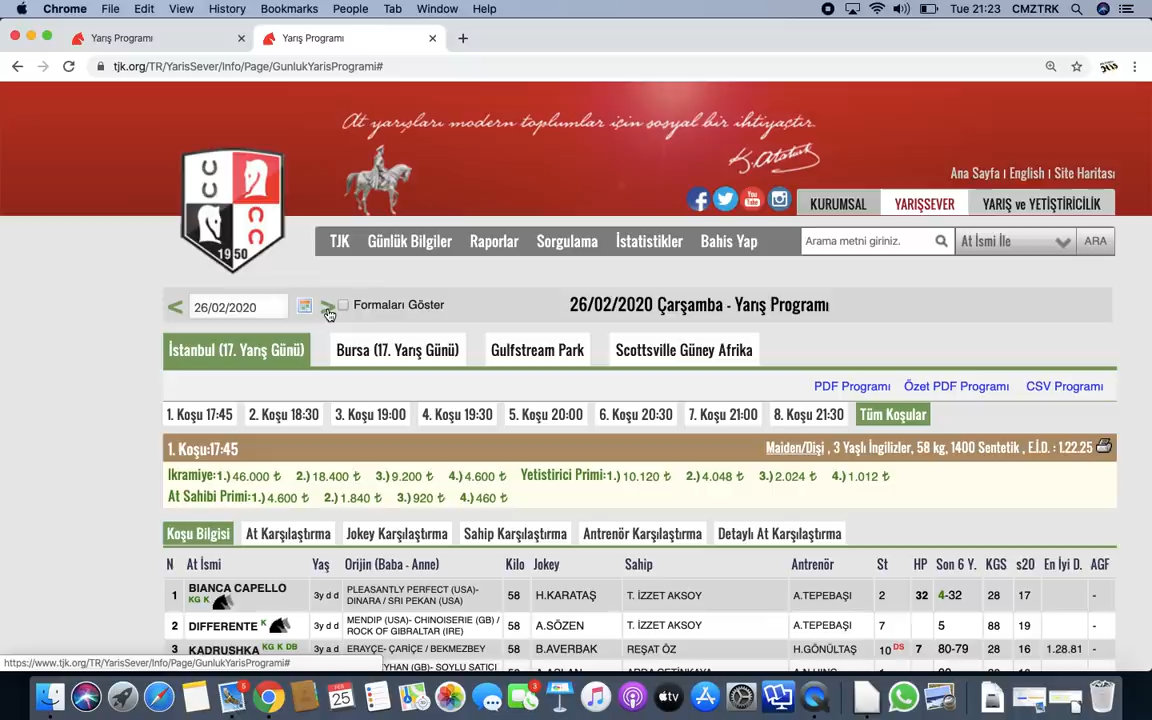 Chrome File Edit View History Bookmarks People Tab Window Help Tue 21:23 CMZTRK
Yarış Programı Yarış Programı
tjk.org/TR/YarisSever/Info/Page/GunlukYarisProgrami#
At yarışları modern toplumlar için sosyal bir ihtiyaçtır.
K. Atatürk
1950
Ana Sayfa | English | Site Haritası
KURUMSAL YARIŞSEVER YARIŞ ve YETİŞTİRİCİLİK
TJK Günlük Bilgiler Raporlar Sorgulama İstatistikler Bahis Yap Arama metni giriniz. At İsmi İle ARA
< 26/02/2020 > Formaları Göster 26/02/2020 Çarşamba - Yarış Programı
İstanbul (17. Yarış Günü) Bursa (17. Yarış Günü) Gulfstream Park Scottsville Güney Afrika
PDF Programı Özet PDF Programı CSV Programı
1. Koşu 17:45 2. Koşu 18:30 3. Koşu 19:00 4. Koşu 19:30 5. Koşu 20:00 6. Koşu 20:30 7. Koşu 21:00 8. Koşu 21:30 Tüm Koşular
1. Koşu:17:45 Maiden/Dişi , 3 Yaşlı İngilizler, 58 kg, 1400 Sentetik , E.İ.D. : 1.22.25
Ikramiye:1.) 46.000 ₺ 2.) 18.400 ₺ 3.) 9.200 ₺ 4.) 4.600 ₺ Yetistirici Primi:1.) 10.120 ₺ 2.) 4.048 ₺ 3.) 2.024 ₺ 4.) 1.012 ₺
At Sahibi Primi:1.) 4.600 ₺ 2.) 1.840 ₺ 3.) 920 ₺ 4.) 460 ₺
Koşu Bilgisi At Karşılaştırma Jokey Karşılaştırma Sahip Karşılaştırma Antrenör Karşılaştırma Detaylı At Karşılaştırma
N At İsmi Yaş Orijin (Baba - Anne) Kilo Jokey Sahip Antrenör St HP Son 6 Y. KGS s20 En İyi D. AGF
1 BIANCA CAPELLO KG K 3y d d PLEASANTLY PERFECT (USA)- DINARA / SRI PEKAN (USA) 58 H.KARATAŞ T. İZZET AKSOY A.TEPEBAŞI 2 32 4-32 28 17 -
2 DIFFERENTE K 3y d d MENDIP (USA)- CHINOISERIE (GB) / ROCK OF GIBRALTAR (IRE) 58 A.SÖZEN T. İZZET AKSOY A.TEPEBAŞI 7 5 88 19 -
3 KADRUSHKA KG K DB 3y a d ERAYÇE- ÇARİÇE / BEKMEZBEY 58 M.AVERBAK REŞAT ÖZ H.GÖNÜLTAŞ 10 DS 7 80-79 28 16 1.28.81 -
https://www.tjk.org/TR/YarisSever/Info/Page/GunlukYarisProgrami#
(GB)- SOYLU SATICI